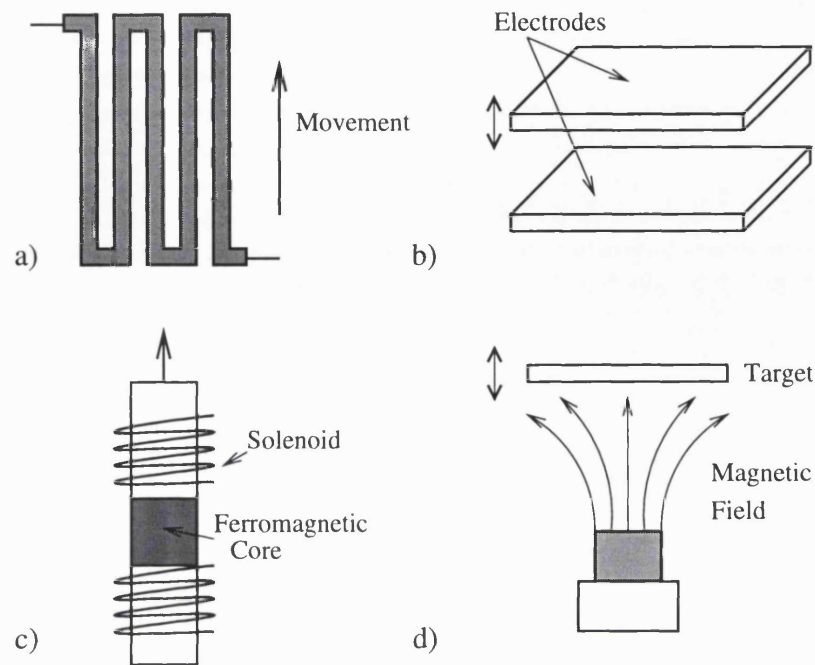 Electrodes
Movement
a)
b)
Target
Solenoid
Magnetic
Field
Ferromagnetic
Core
c)
d)